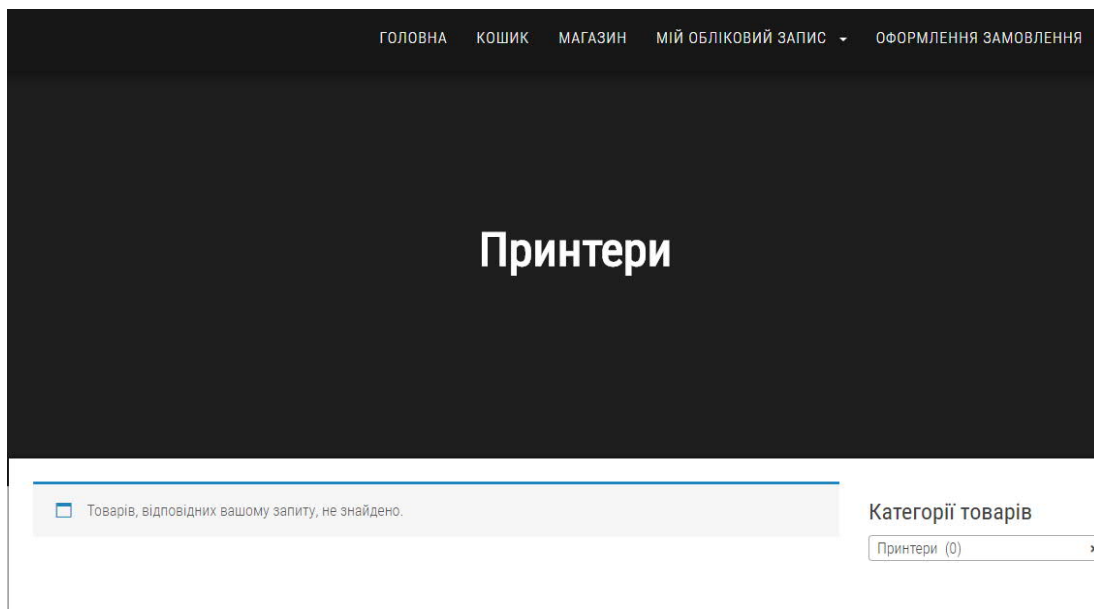 ГОЛОВНА КОШИК МАГАЗИН МІЙ ОБЛІКОВИЙ ЗАПИС ОФОРМЛЕННЯ ЗАМОВЛЕННЯ
Принтери
Товарів, відповідних вашому запиту, не знайдено.
Категорії товарів
Принтери (0)